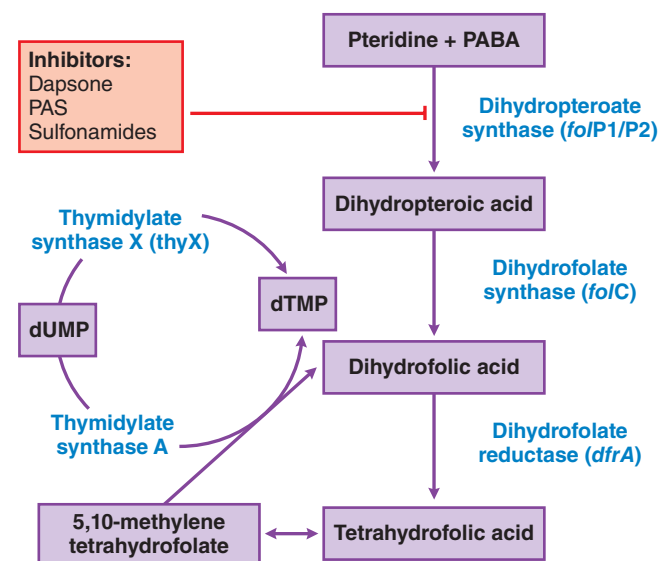 Pteridine + PABA
Inhibitors:
Dapsone
PAS
Sulfonamides
Dihydropteroate
synthase (folP1/P2)
Dihydropteroic acid
Thymidylate
synthase X (thyX)
Dihydrofolate
synthase (folC)
dTMP
dUMP
Dihydrofolic acid
Thymidylate
synthase A
Dihydrofolate
reductase (dfrA)
5,10-methylene
tetrahydrofolate
Tetrahydrofolic acid